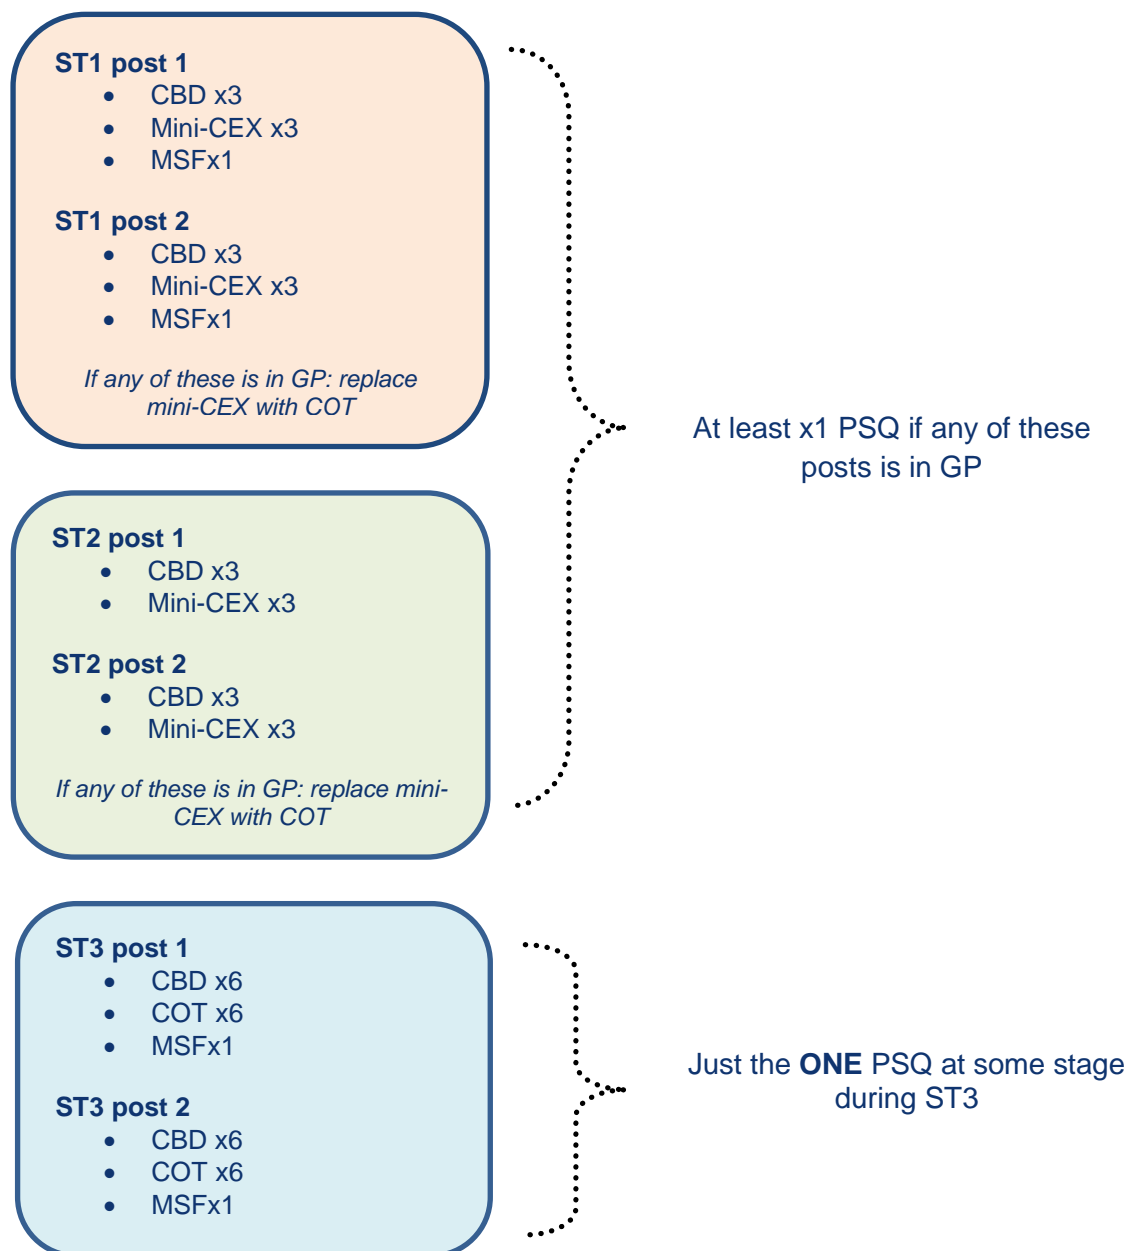 ST1 post 1
• CBD x3
• Mini-CEX x3
• MSFx1
ST1 post 2
• CBD x3
• Mini-CEX x3
• MSFx1
If any of these is in GP: replace
mini-CEX with COT
At least x1 PSQ if any of these
posts is in GP
ST2 post 1
• CBD x3
• Mini-CEX x3
ST2 post 2
• CBD x3
• Mini-CEX x3
If any of these is in GP: replace mini-
CEX with COT
ST3 post 1
• CBD x6
• COT x6
• MSFx1
ST3 post 2
• CBD x6
• COT x6
• MSFx1
Just the ONE PSQ at some stage
during ST3